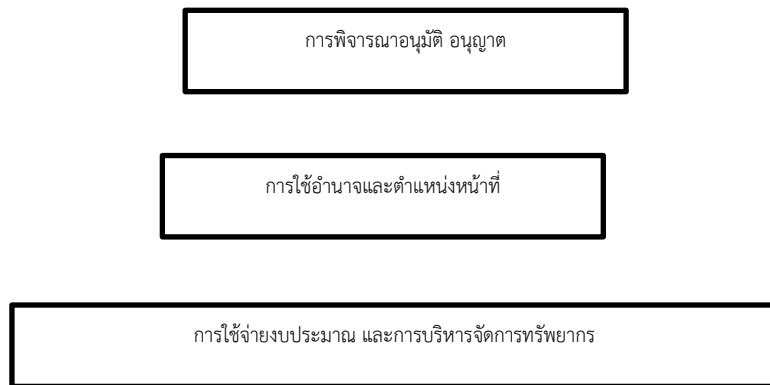 การพิจารณาอนุมัติ อนุญาต
การใช้อำนาจและตำแหน่งหน้าที่
การใช้จ่ายงบประมาณ และการบริหารจัดการทรัพยากร